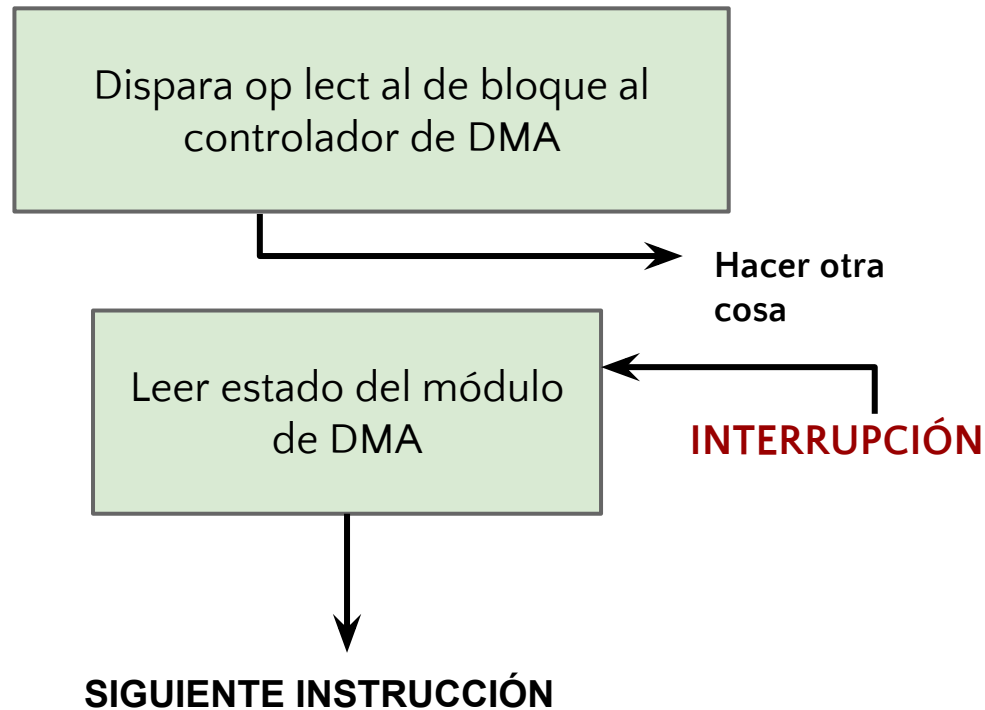 Dispara op lect al de bloque al
controlador de DMA
Hacer otra
cosa
Leer estado del módulo
de DMA
INTERRUPCIÓN
SIGUIENTE INSTRUCCIÓN